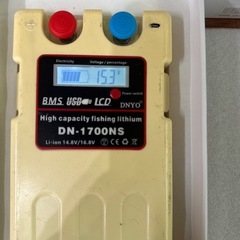 Electricity Voltage / percentage
15.3
Power switch
B.M.S USB LCD
DNYO
High capacity fishing lithium
DN-1700NS
Li-ion 14.8V/16.8V